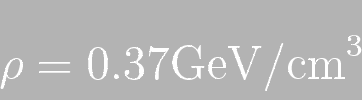 ρ = 0.37GeV/cm³